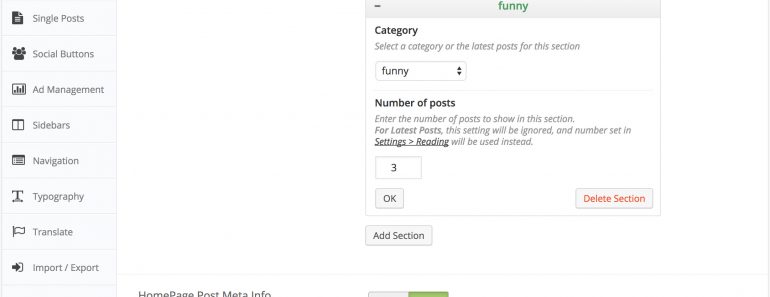 Single Posts
Social Buttons
Ad Management
Sidebars
Navigation
Typography
Translate
Import / Export
funny
Category
Select a category or the latest posts for this section
funny
Number of posts
Enter the number of posts to show in this section.
For Latest Posts, this setting will be ignored, and number set in
Settings > Reading will be used instead.
3
OK Delete Section
Add Section
HomePage Post Meta Info